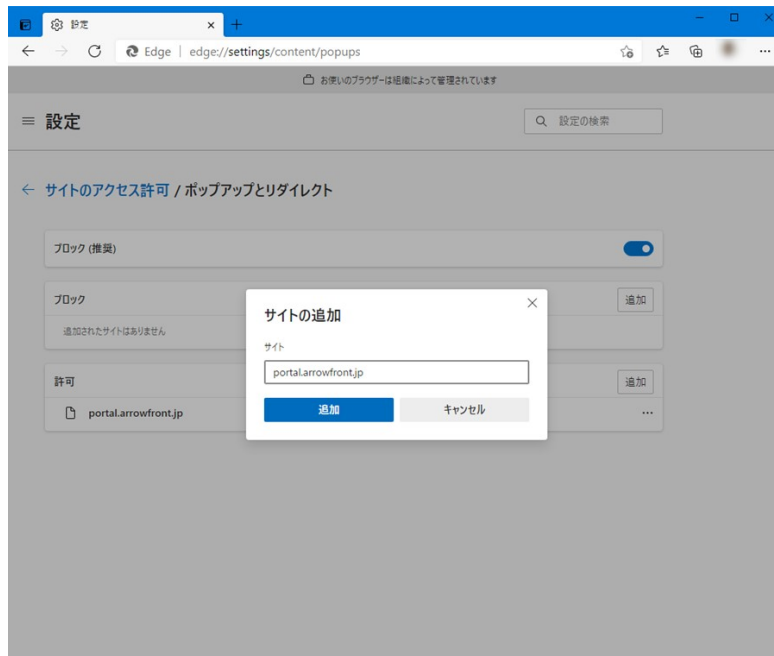 設定
Edge | edge://settings/content/popups
お使いのブラウザーは組織によって管理されています
設定
設定の検索
サイトのアクセス許可 / ポップアップとリダイレクト
ブロック (推奨)
ブロック
追加
追加されたサイトはありません
サイトの追加
サイト
portal.arrowfront.jp
追加
キャンセル
許可
追加
portal.arrowfront.jp